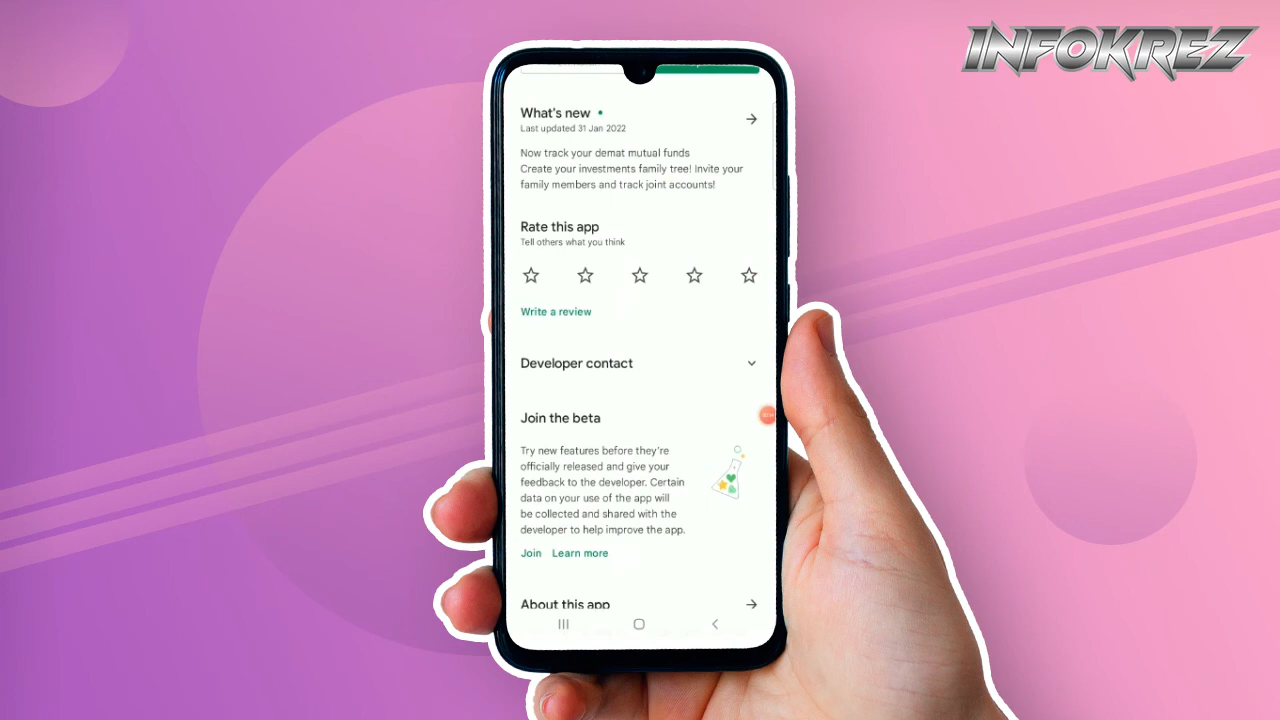 INFOKREZ
What's new
Last updated 31 Jan 2022
Now track your demat mutual funds
Create your investments family tree! Invite your
family members and track joint accounts!
Rate this app
Tell others what you think
Write a review
Developer contact
Join the beta
Try new features before they're
officially released and give your
feedback to the developer. Certain
data on your use of the app will
be collected and shared with the
developer to help improve the app.
Join Learn more
About this app